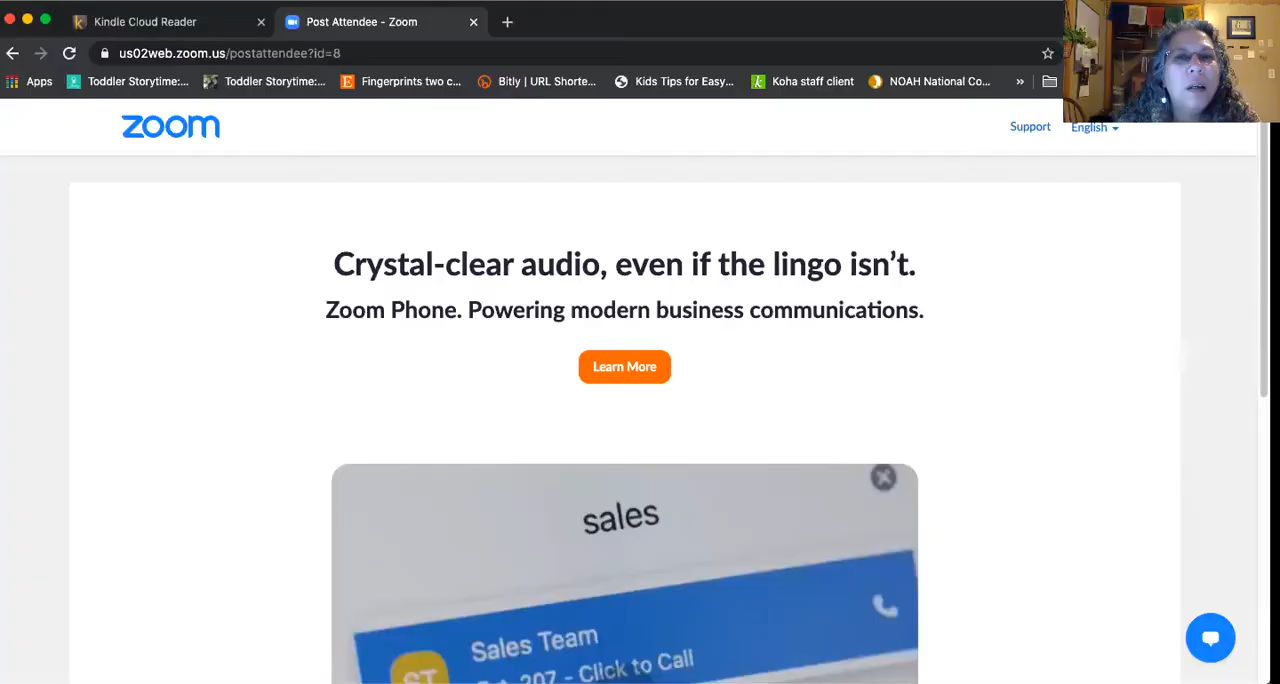 Kindle Cloud Reader
Post Attendee - Zoom
us02web.zoom.us/postattendee?id=8
Apps
Toddler Storytime:...
Toddler Storytime:...
Fingerprints two c...
Bitly | URL Shorte...
Kids Tips for Easy...
Koha staff client
NOAH National Co...
»
zoom
Support
English
Crystal-clear audio, even if the lingo isn't.
Zoom Phone. Powering modern business communications.
Learn More
sales
Sales Team
ST
207 - Click to Call